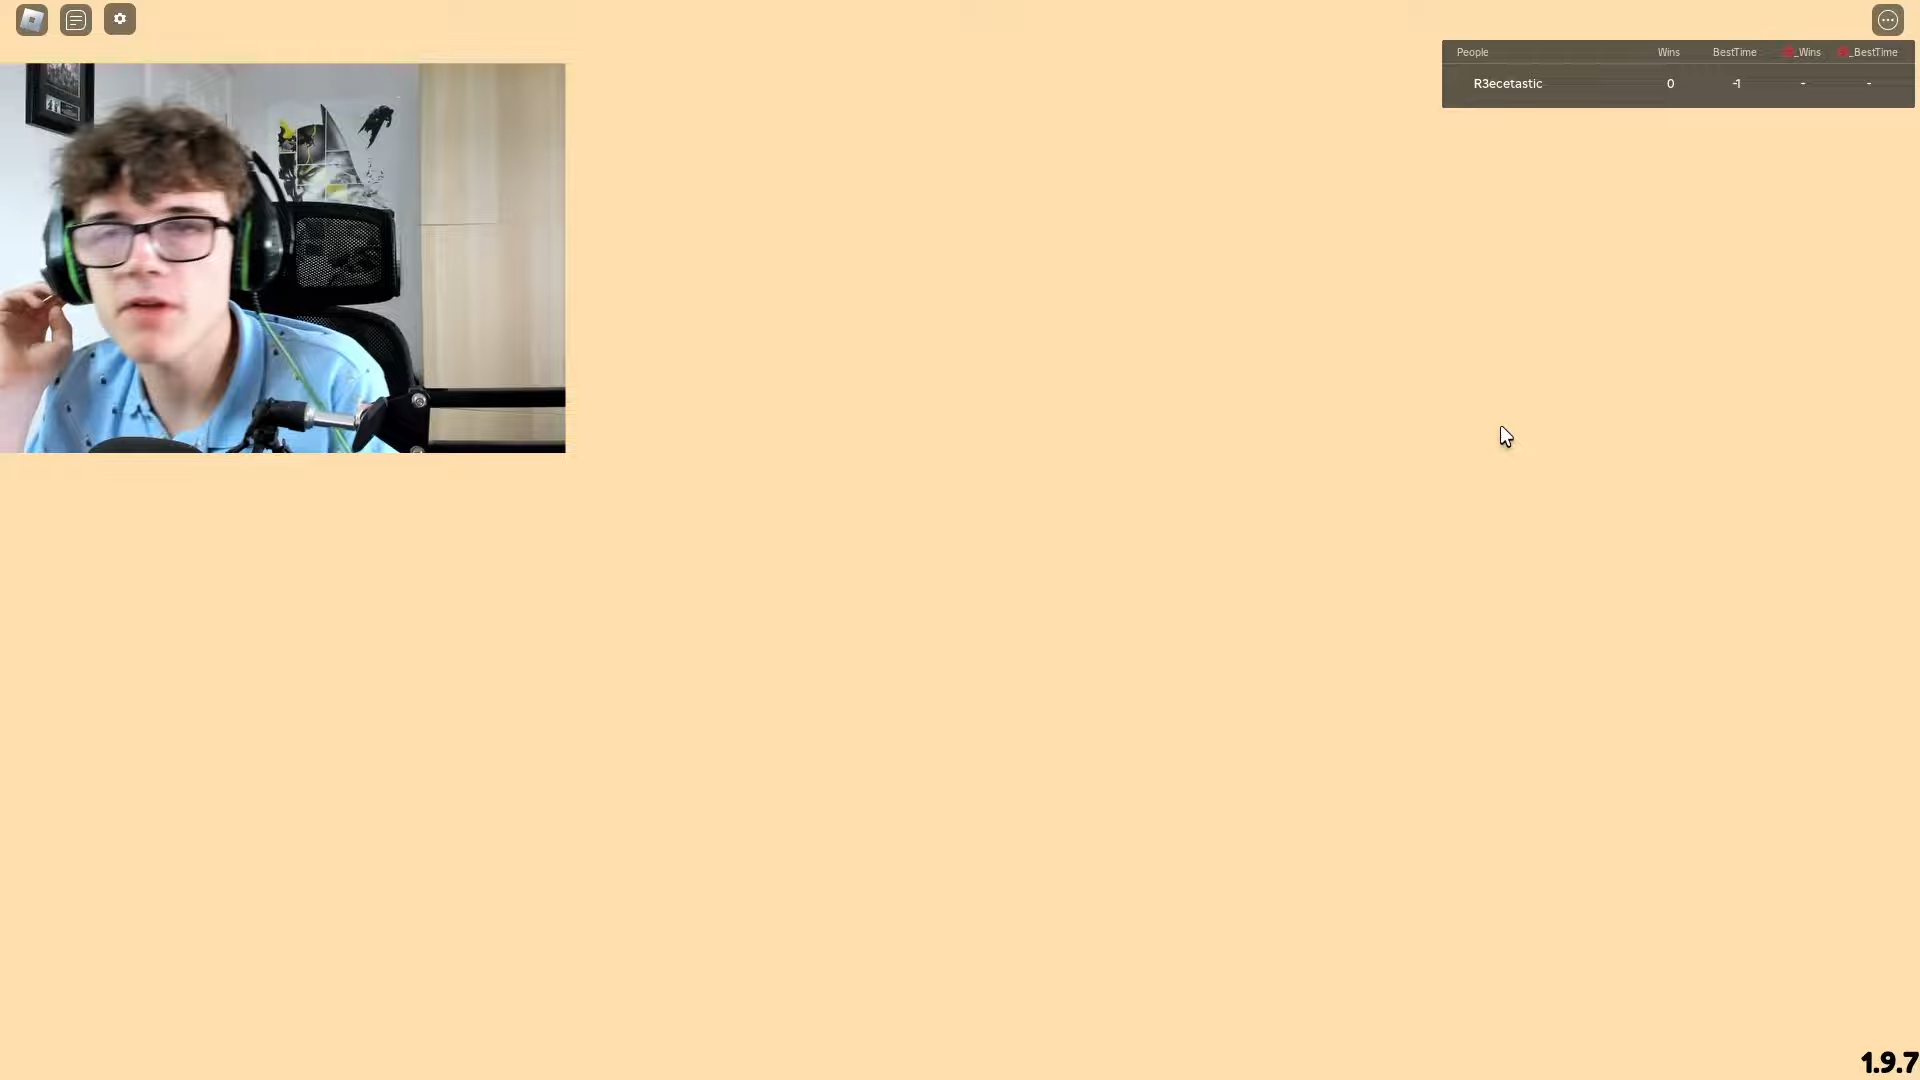 People Wins BestTime _Wins _BestTime
R3ecetastic 0 -1 - -
1.9.7